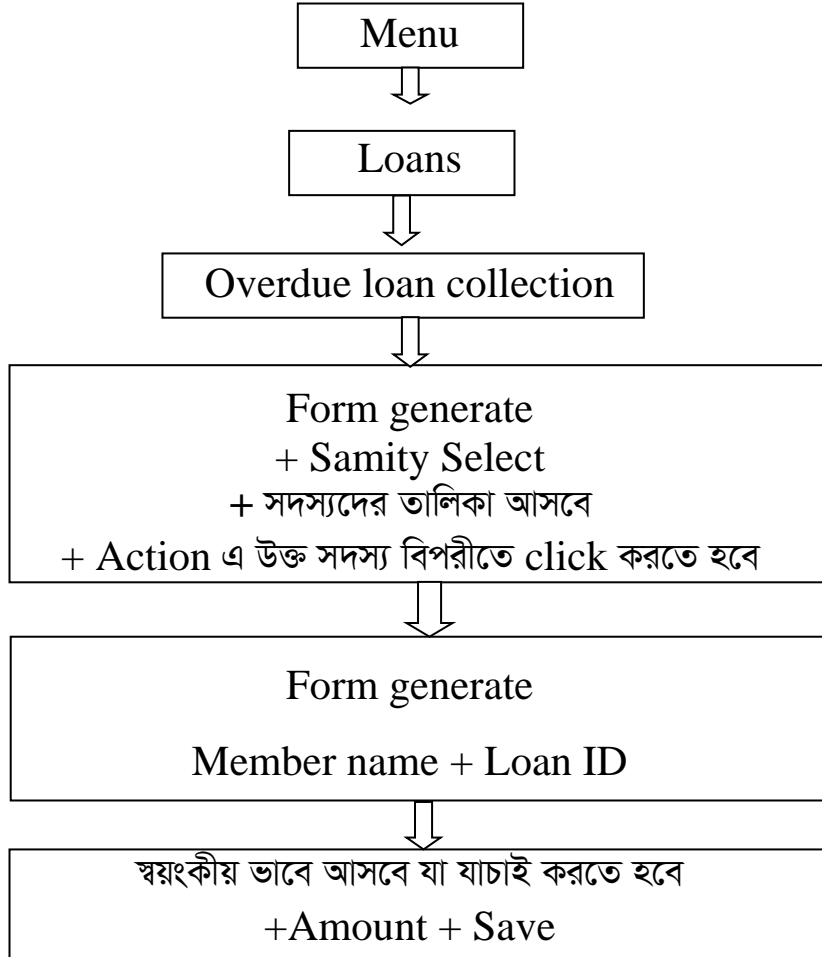 Menu
Loans
Overdue loan collection
Form generate
+ Samity Select
+ সদস্যদের তালিকা আসবে
+ Action এ উক্ত সদস্য বিপরীতে click করতে হবে
Form generate
Member name + Loan ID
স্বয়ংকীয় ভাবে আসবে যা যাচাই করতে হবে
+Amount + Save